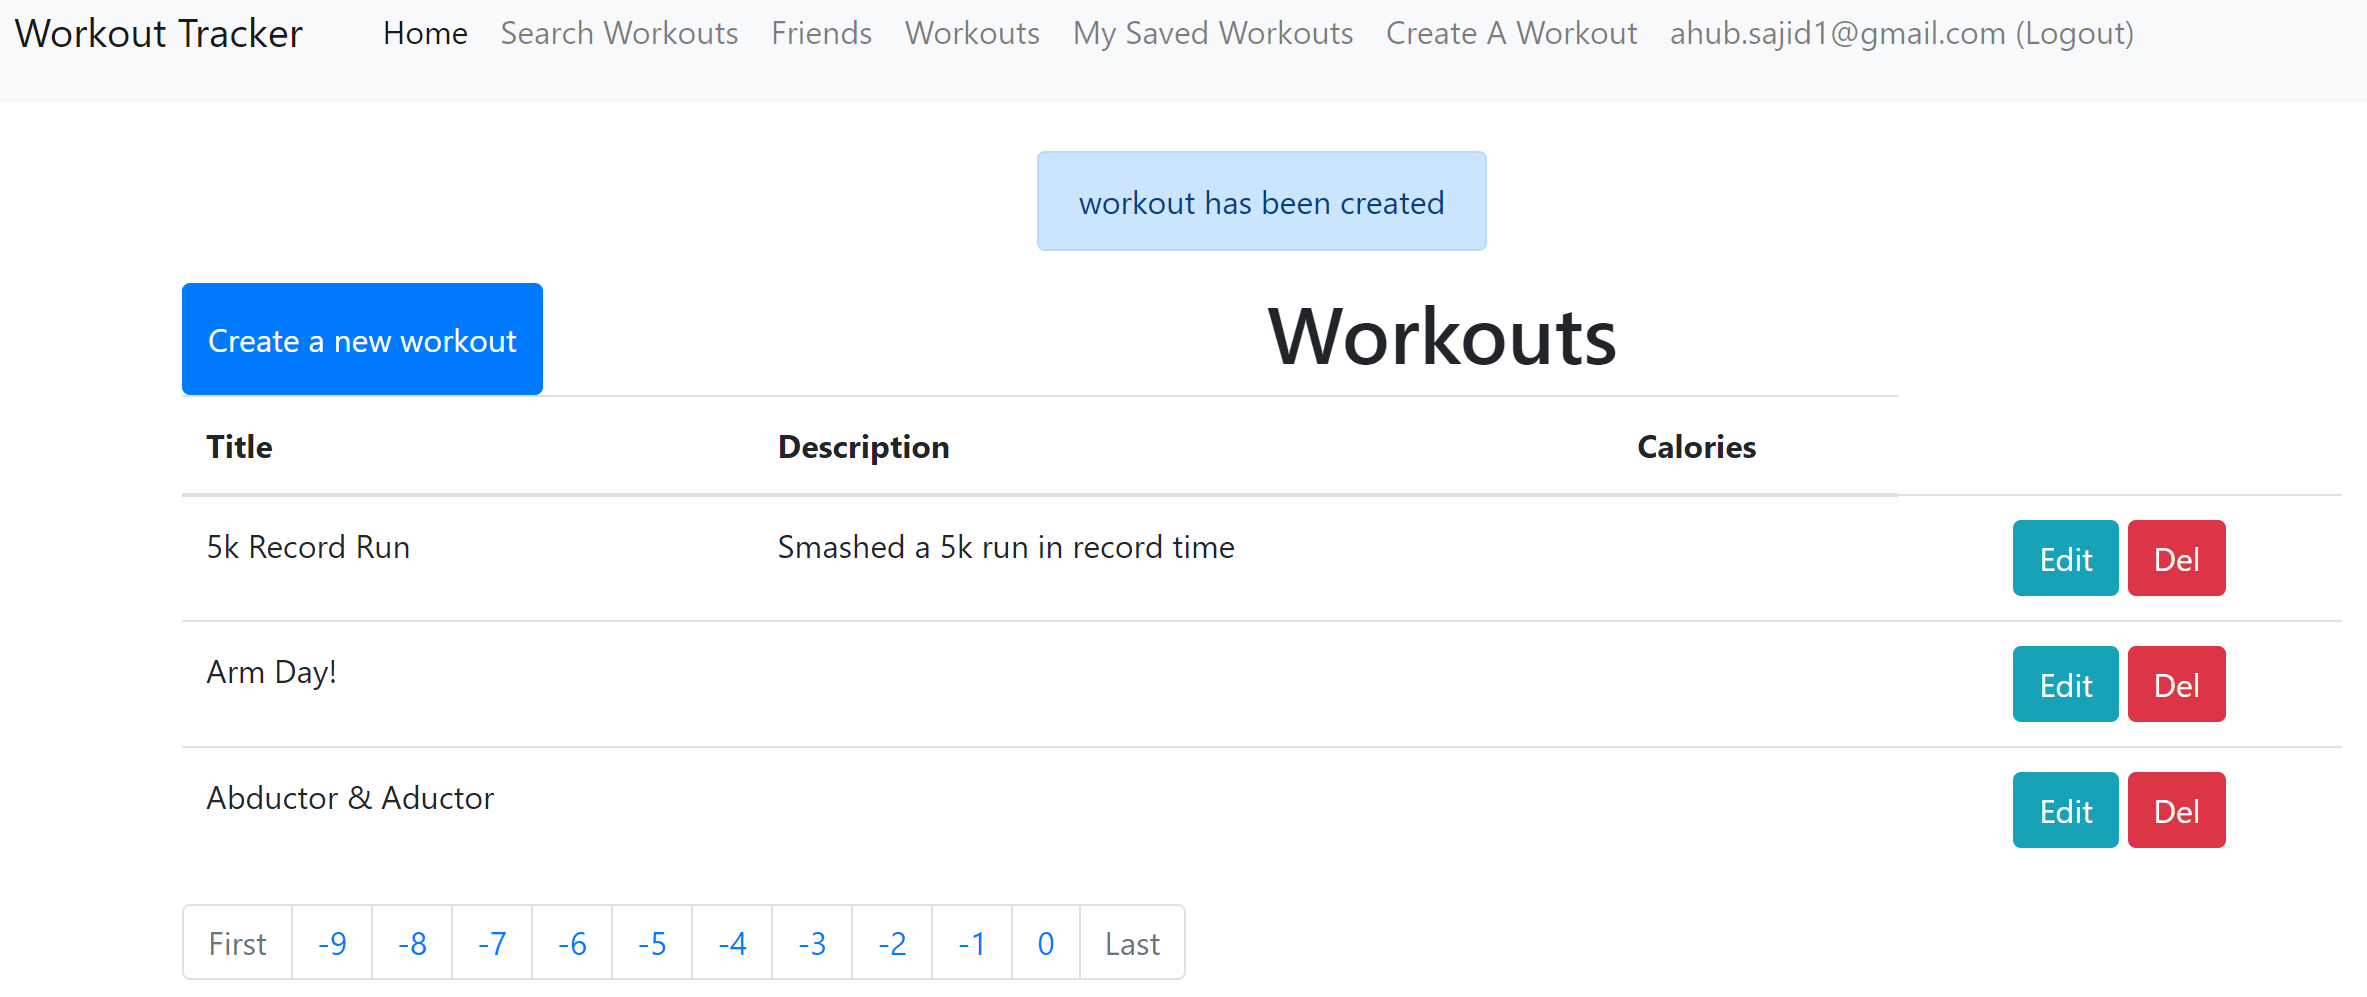 Workout Tracker Home Search Workouts Friends Workouts My Saved Workouts Create A Workout ahub.sajid1@gmail.com (Logout)
workout has been created
Create a new workout Workouts
Title Description Calories
5k Record Run Smashed a 5k run in record time Edit Del
Arm Day! Edit Del
Abductor & Aductor Edit Del
First -9 -8 -7 -6 -5 -4 -3 -2 -1 0 Last